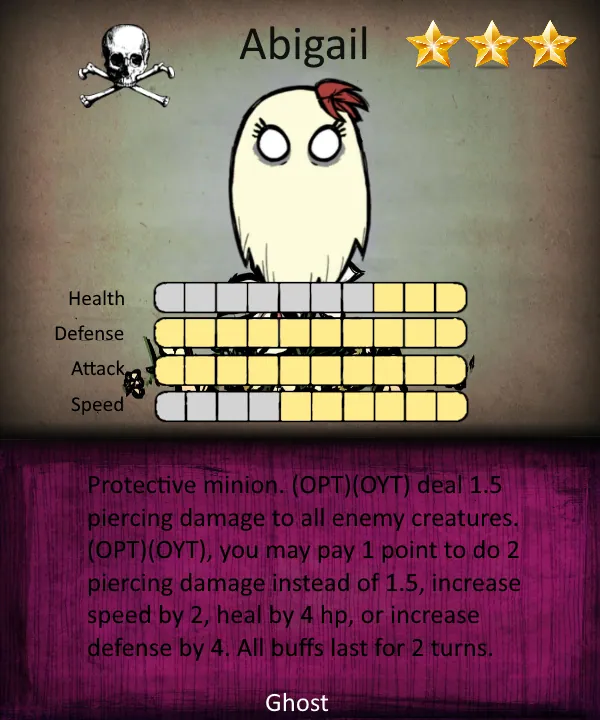 Abigail
Health
Defense
Attack
Speed
Protective minion. (OPT)(OYT) deal 1.5
piercing damage to all enemy creatures.
(OPT)(OYT), you may pay 1 point to do 2
piercing damage instead of 1.5, increase
speed by 2, heal by 4 hp, or increase
defense by 4. All buffs last for 2 turns.
Ghost